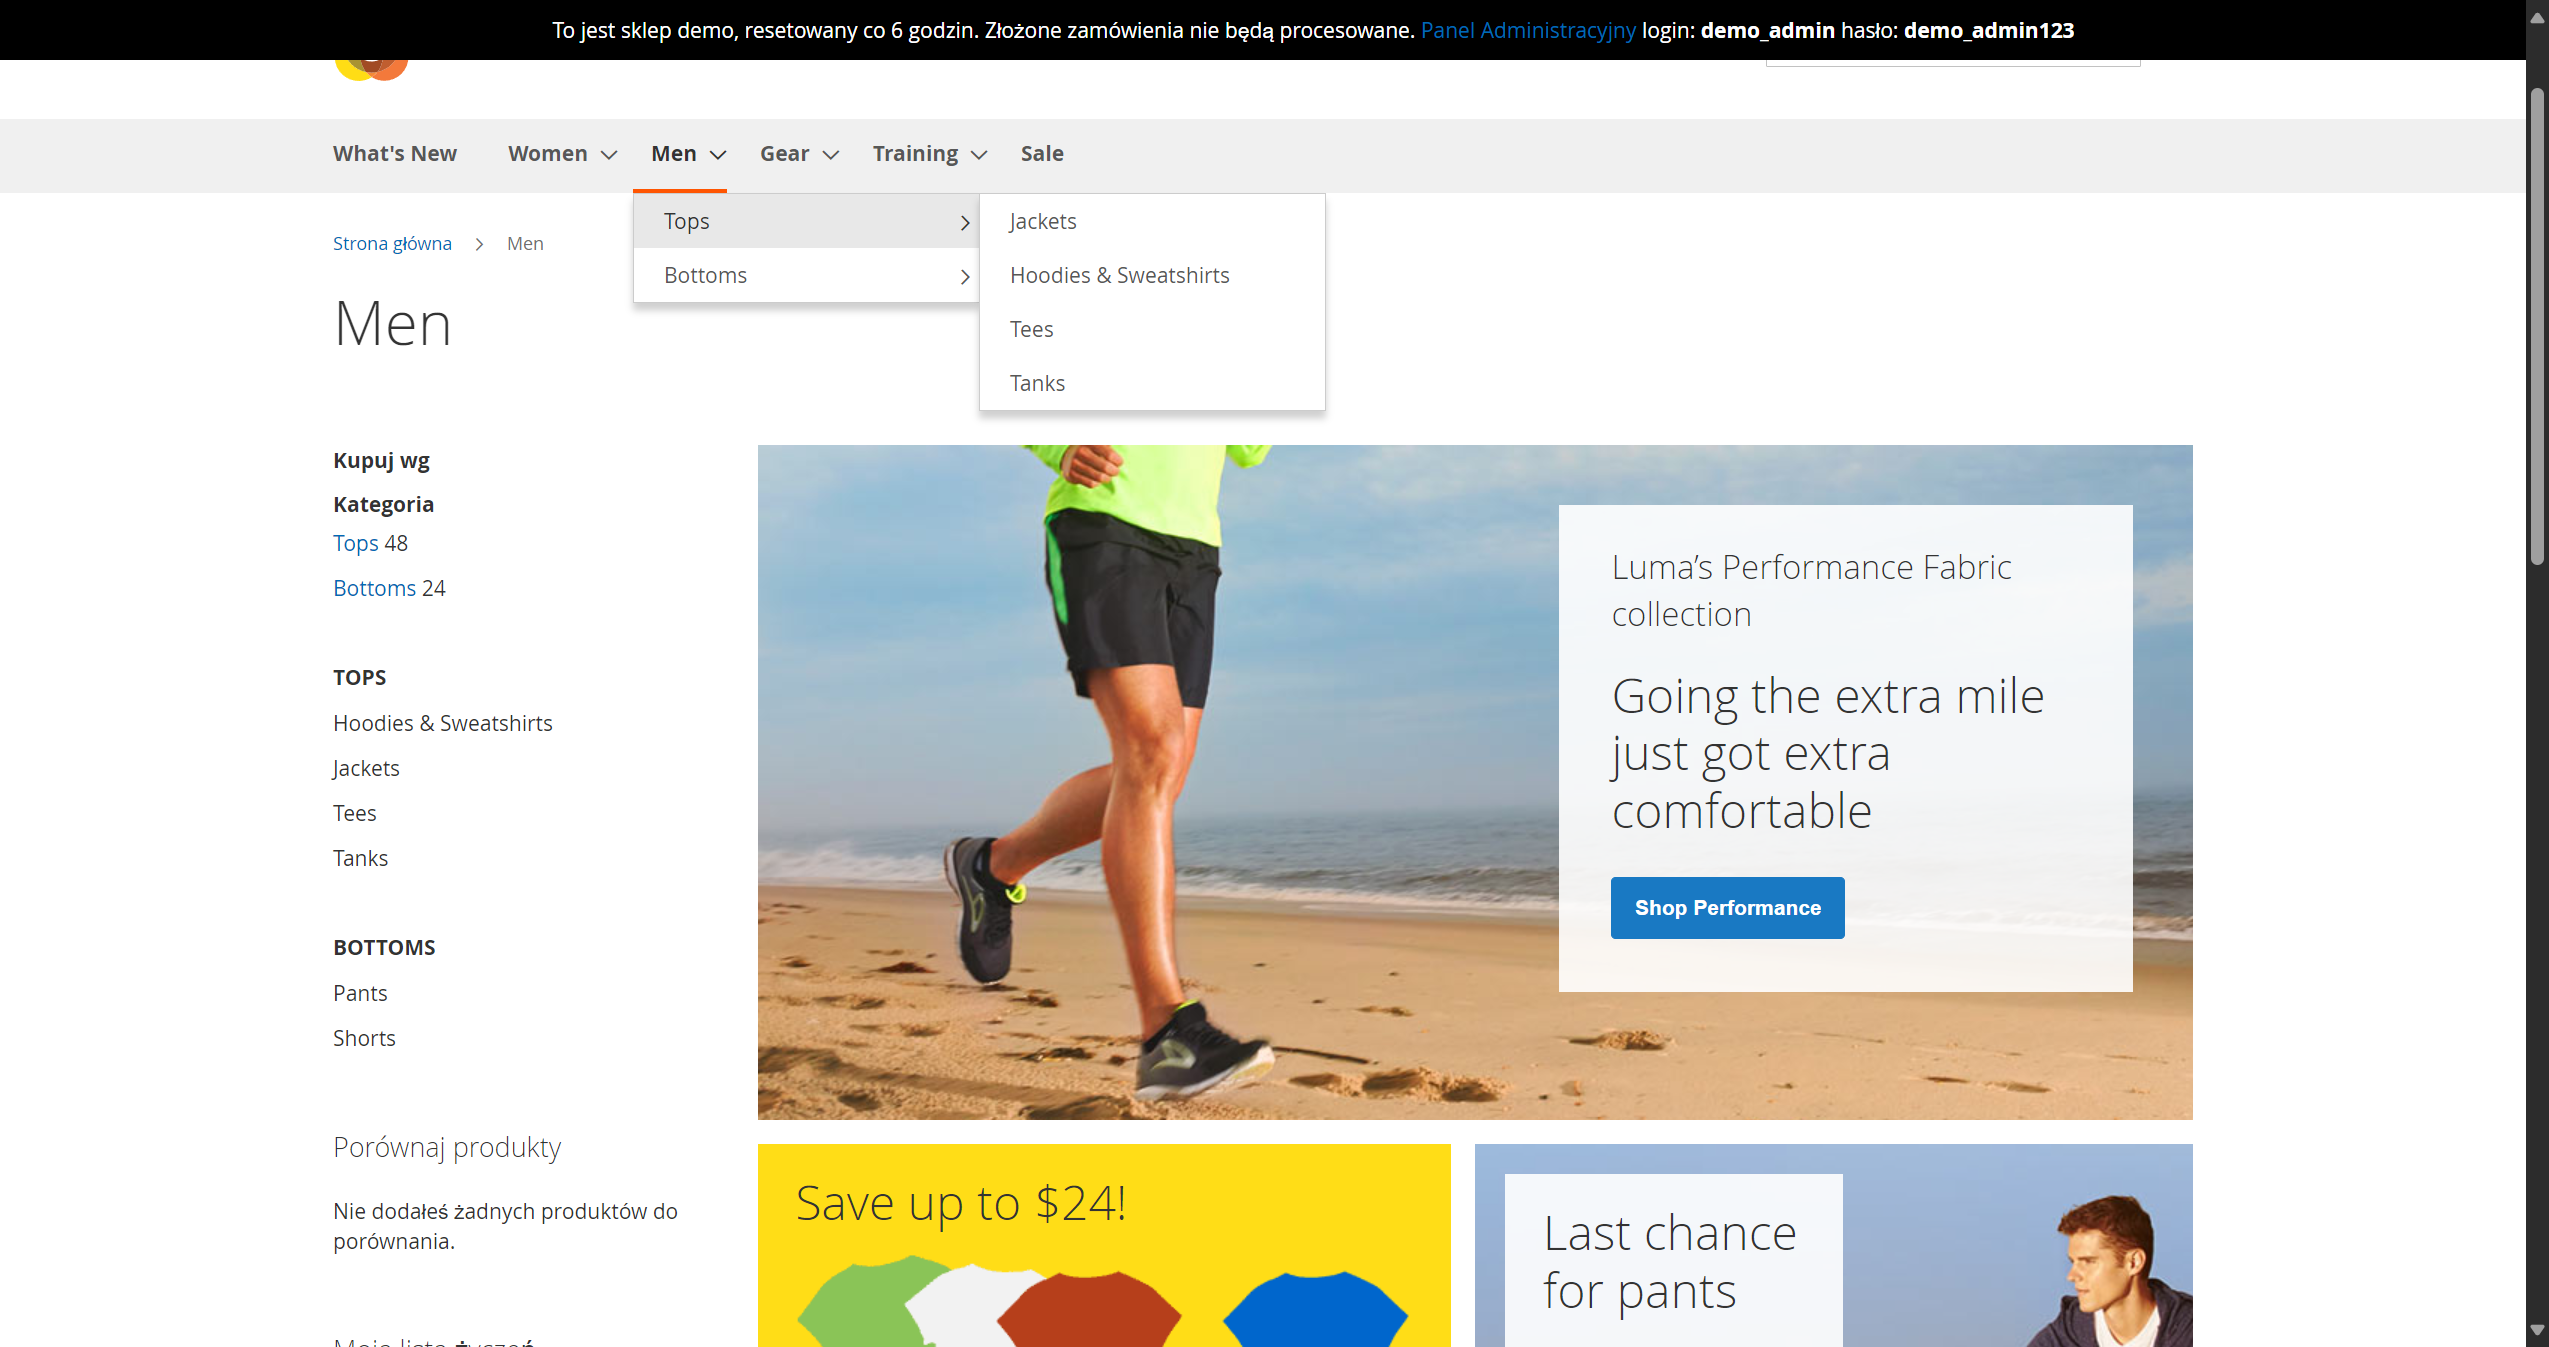 To jest sklep demo, resetowany co 6 godzin. Złożone zamówienia nie będą procesowane. Panel Administracyjny login: demo_admin hasło: demo_admin123
What's New Women Men Gear Training Sale
Tops
Bottoms
Jackets
Hoodies & Sweatshirts
Tees
Tanks
Strona główna > Men
Men
Kupuj wg
Kategoria
Tops 48
Bottoms 24
TOPS
Hoodies & Sweatshirts
Jackets
Tees
Tanks
BOTTOMS
Pants
Shorts
Porównaj produkty
Nie dodałeś żadnych produktów do
porównania.
Luma's Performance Fabric
collection
Going the extra mile
just got extra
comfortable
Shop Performance
Save up to $24!
Last chance
for pants